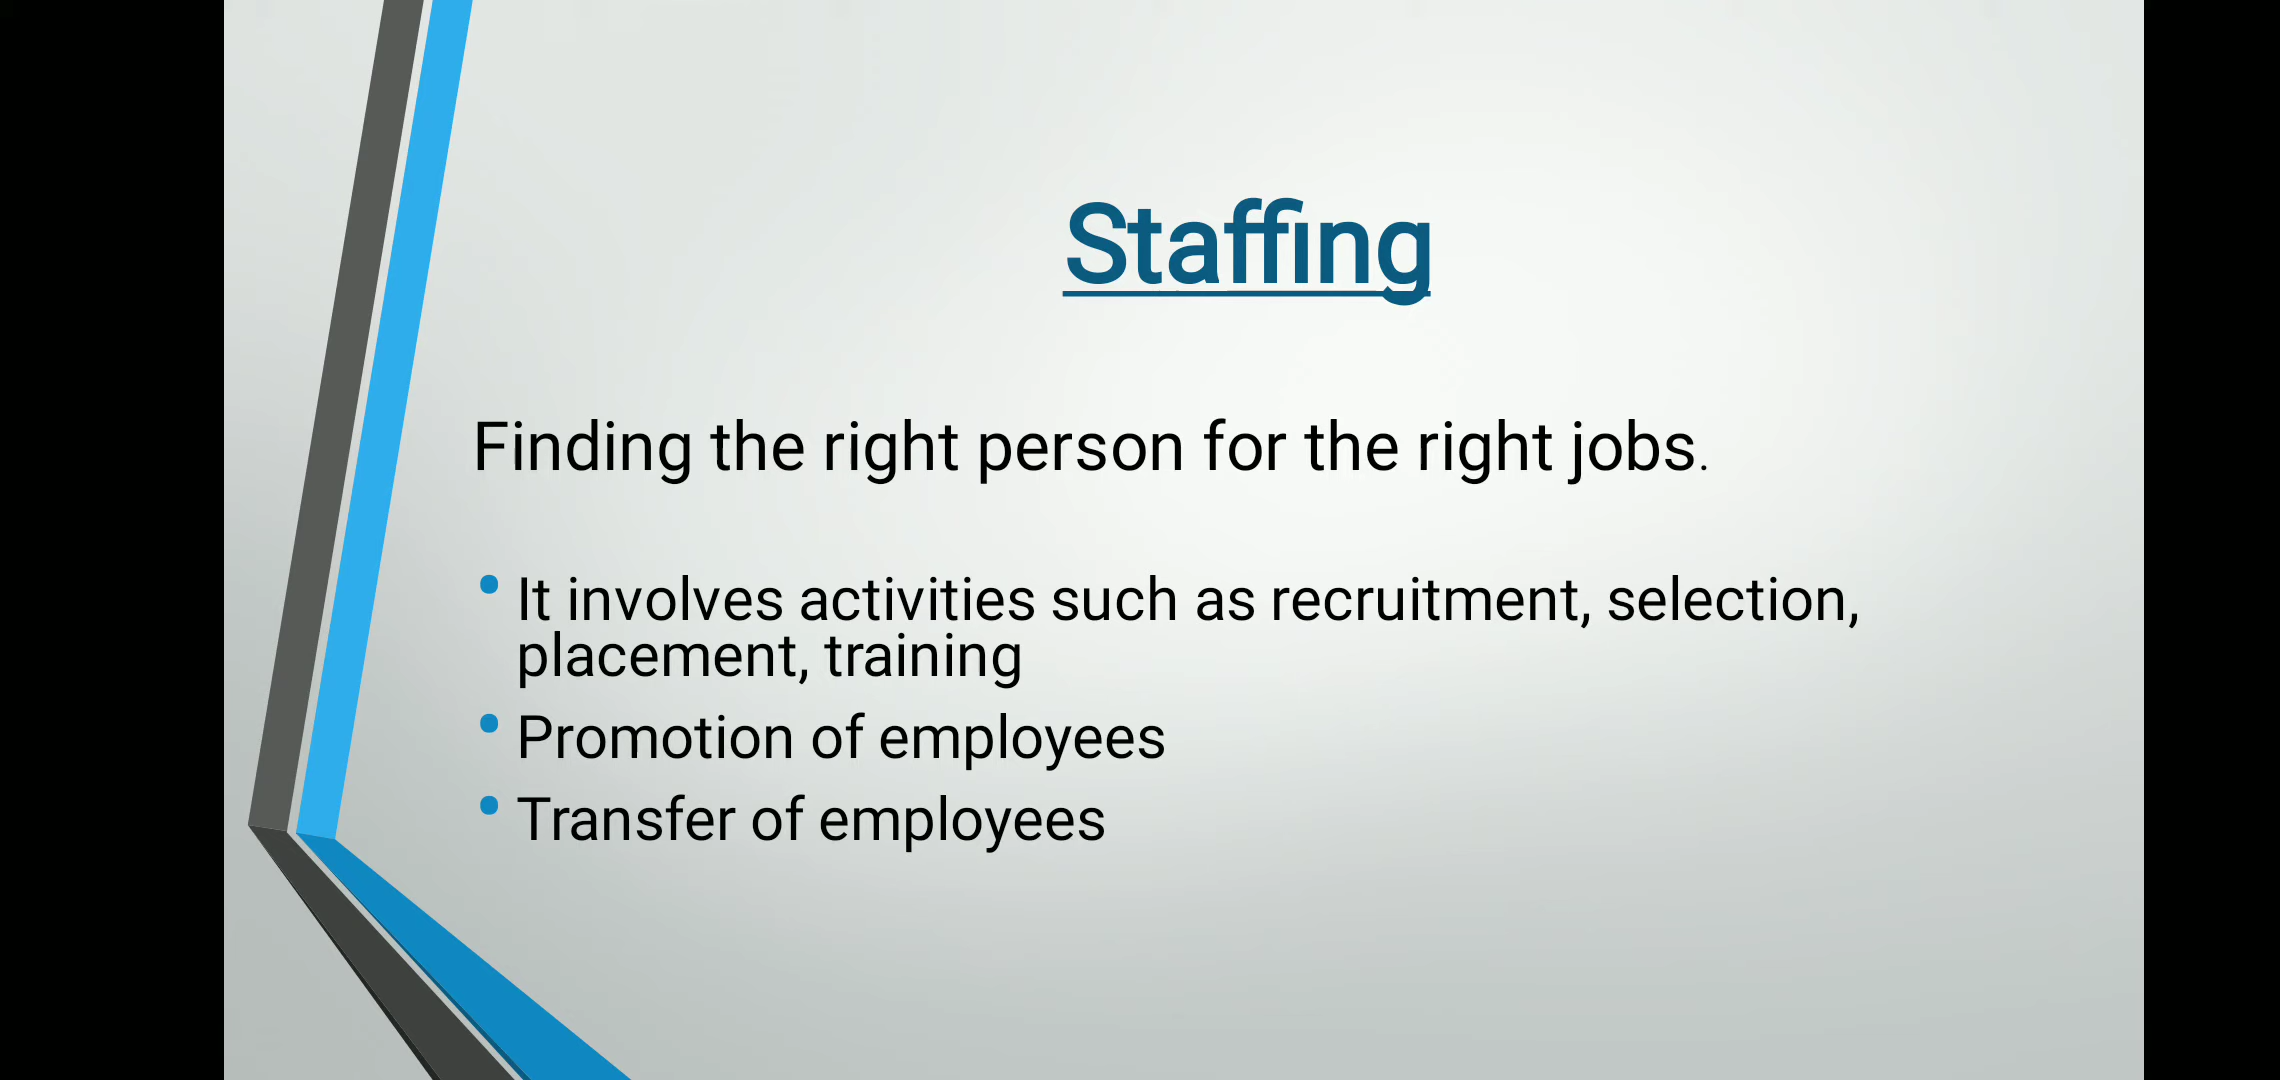 Staffing
Finding the right person for the right jobs.
• It involves activities such as recruitment, selection,
placement, training
• Promotion of employees
• Transfer of employees